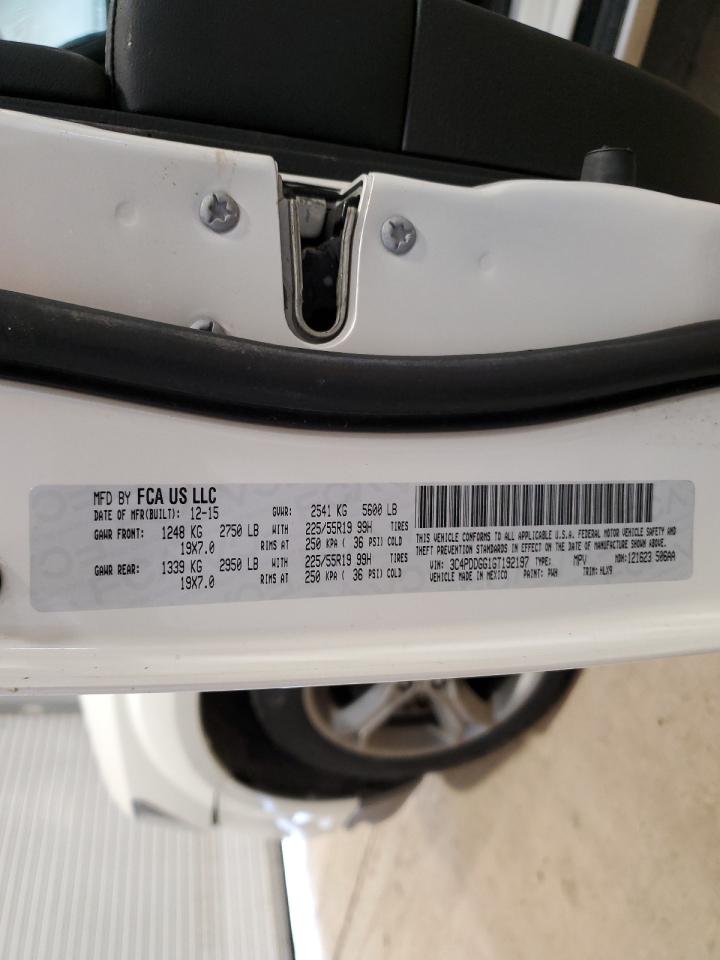 MFD BY FCA US LLC
DATE OF MFR(BUILT): 12-15 GVWR: 2541 KG 5600 LB
GAWR FRONT: 1248 KG 2750 LB WITH 225/55R19 99H TIRES
19X7.0 RIMS AT 250 KPA ( 36 PSI) COLD
GAWR REAR: 1339 KG 2950 LB WITH 225/55R19 99H TIRES
19X7.0 RIMS AT 250 KPA ( 36 PSI) COLD
THIS VEHICLE CONFORMS TO ALL APPLICABLE U.S.A. FEDERAL MOTOR VEHICLE SAFETY AND
THEFT PREVENTION STANDARDS IN EFFECT ON THE DATE OF MANUFACTURE SHOWN ABOVE.
VIN: 3C4PDDGG1GT192197 TYPE: MPV MDH:121623 506AA
VEHICLE MADE IN MEXICO PAINT: PWH TRIM: HLX9